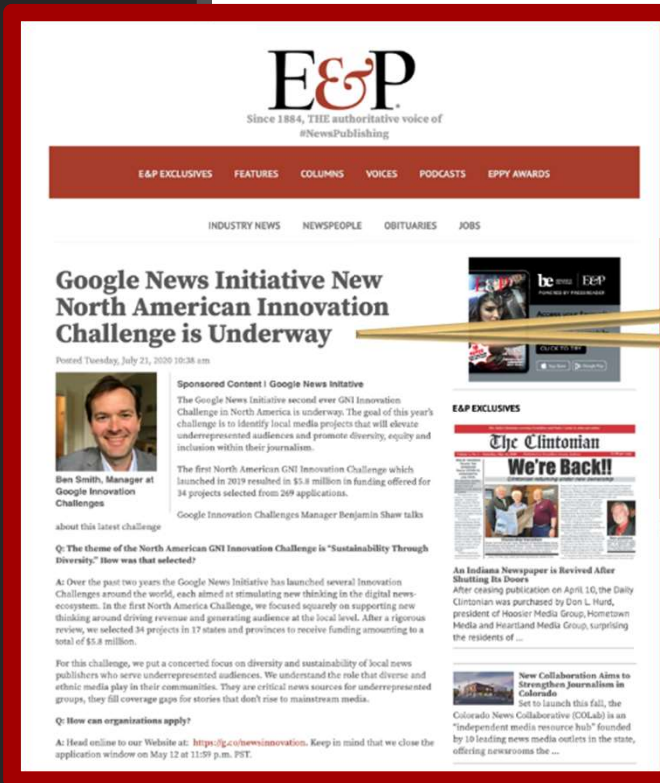 E&P
Since 1884, THE authoritative voice of
#NewsPublishing
E&P EXCLUSIVES FEATURES COLUMNS VOICES PODCASTS EPPY AWARDS
INDUSTRY NEWS NEWSPEOPLE OBITUARIES JOBS
Google News Initiative New
North American Innovation
Challenge is Underway
Posted Tuesday, July 21, 2020 10:38 am
Ben Smith, Manager at
Google Innovation
Challenges
Sponsored Content | Google News Initative
The Google News Initiative second ever GNI Innovation
Challenge in North America is underway. The goal of this year's
challenge is to identify local media projects that will elevate
underrepresented audiences and promote diversity, equity and
inclusion within their journalism.
The first North American GNI Innovation Challenge which
launched in 2019 resulted in $5.8 million in funding offered for
34 projects selected from 269 applications.
Google Innovation Challenges Manager Benjamin Shaw talks
about this latest challenge
Q: The theme of the North American GNI Innovation Challenge is "Sustainability Through
Diversity." How was that selected?
A: Over the past two years the Google News Initiative has launched several Innovation
Challenges around the world, each aimed at stimulating new thinking in the digital news-
ecosystem. In the first North America Challenge, we focused squarely on supporting new
thinking around driving revenue and generating audience at the local level. After a rigorous
review, we selected 34 projects in 17 states and provinces to receive funding amounting to a
total of $5.8 million.
For this challenge, we put a concerted focus on diversity and sustainability of local news
publishers who serve underrepresented audiences. We understand the role that diverse and
ethnic media play in their communities. They are critical news sources for underrepresented
groups, they fill coverage gaps for stories that don't rise to mainstream media.
Q: How can organizations apply?
A: Head online to our Website at: https://g.co/newsinnovation. Keep in mind that we close the
application window on May 12 at 11:59 p.m. PST.
be E&P
POWERED BY PRESSREADER
CLICK TO TRY
App Store Google Play
E&P EXCLUSIVES
The Clintonian
We're Back!!
Clintonian returning under new ownership
An Indiana Newspaper is Revived After
Shutting Its Doors
After ceasing publication on April 10, the Daily
Clintonian was purchased by Don L. Hurd,
president of Hoosier Media Group, Hometown
Media and Heartland Media Group, surprising
the residents of ...
New Collaboration Aims to
Strengthen Journalism in
Colorado
Set to launch this fall, the
Colorado News Collaborative (COLab) is an
"independent media resource hub" founded
by 10 leading news media outlets in the state,
offering newsrooms the ...